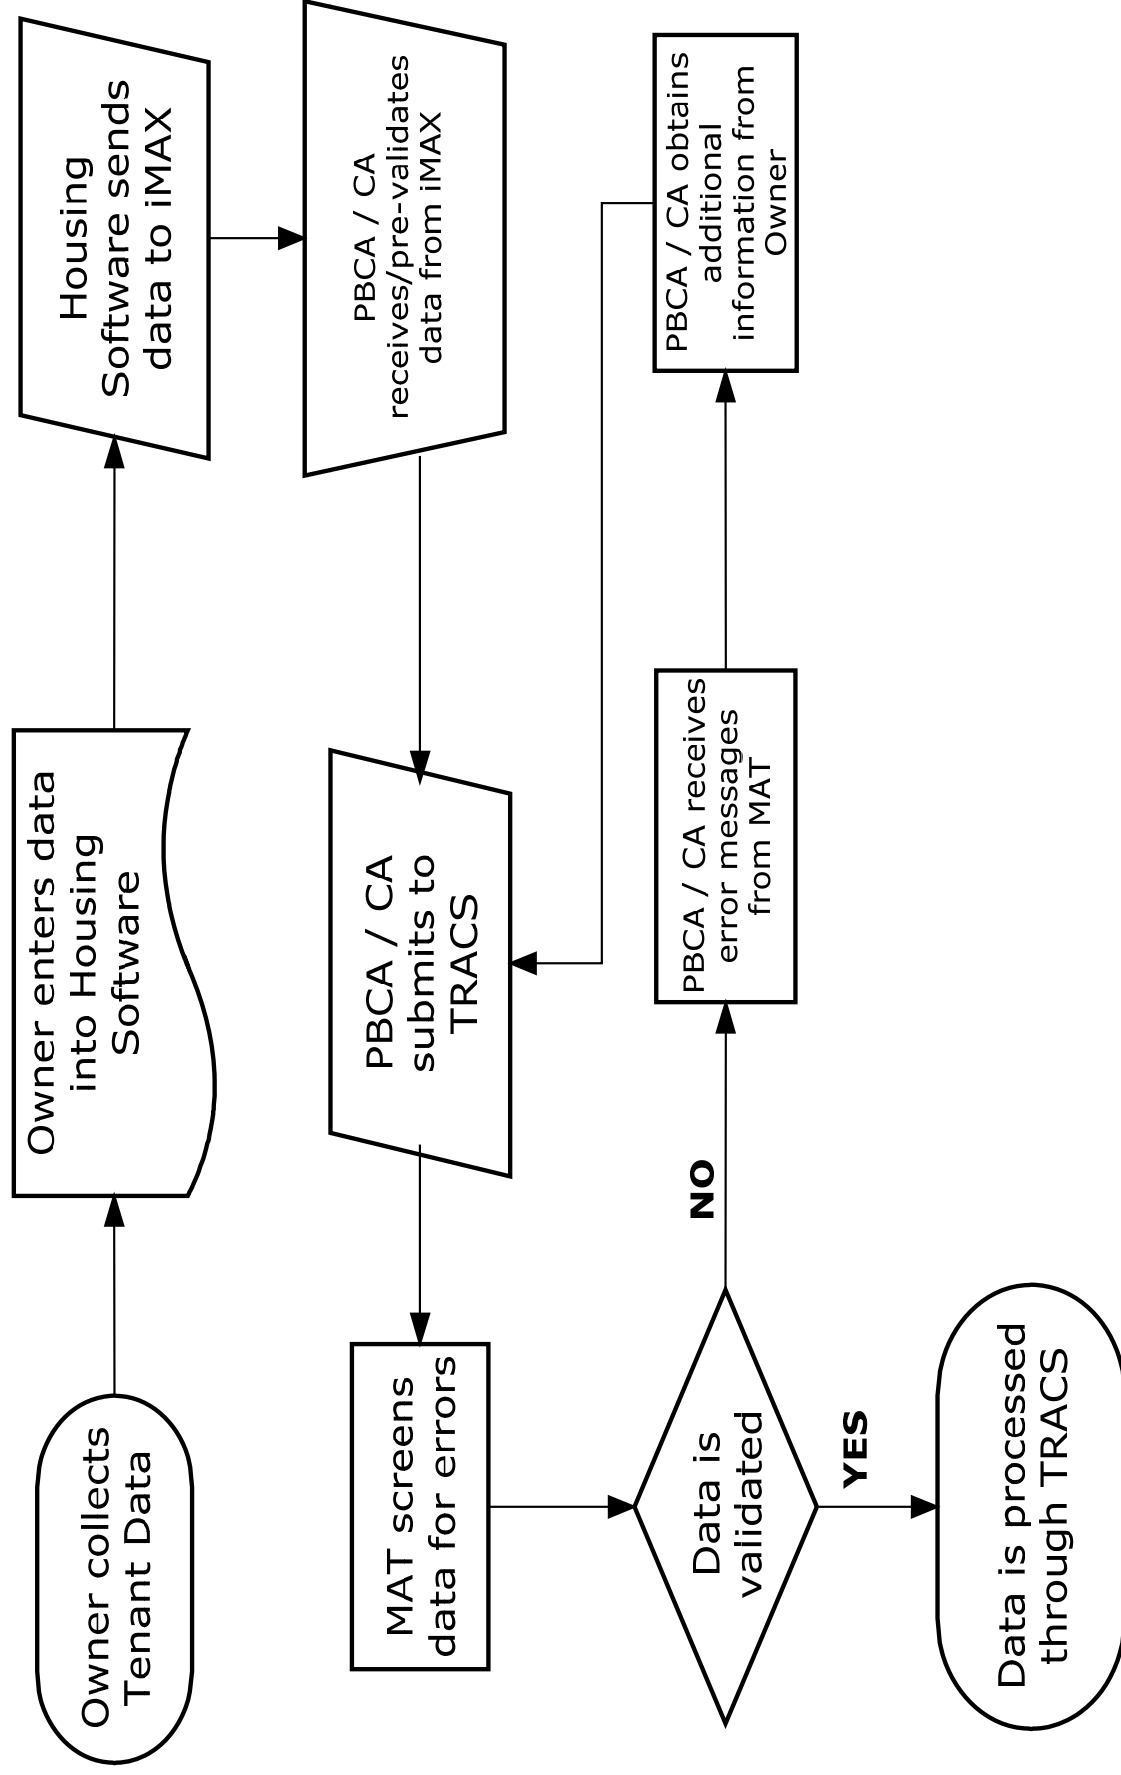 Owner collects
Tenant Data
Owner enters data
into Housing
Software
Housing
Software sends
data to iMAX
PBCA / CA
receives/pre-validates
data from iMAX
PBCA / CA
submits to
TRACS
MAT screens
data for errors
Data is
validated
NO
PBCA / CA receives
error messages
from MAT
PBCA / CA obtains
additional
information from
Owner
YES
Data is processed
through TRACS